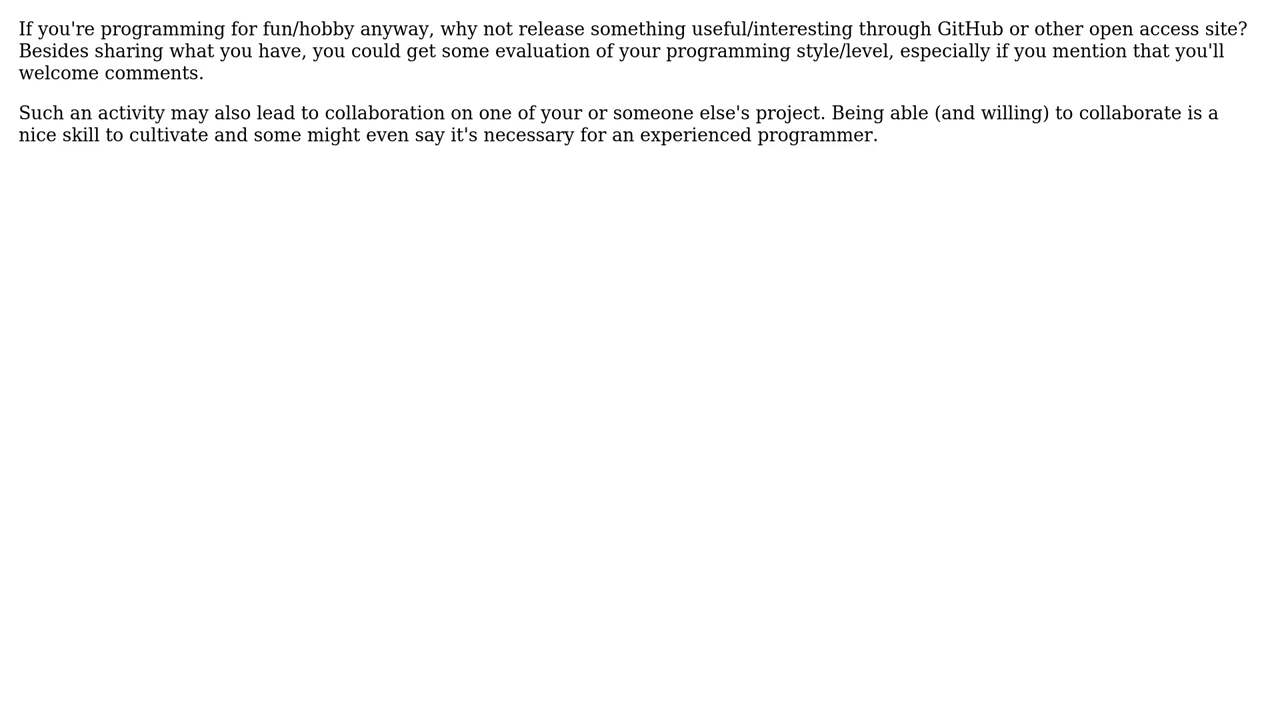 If you're programming for fun/hobby anyway, why not release something useful/interesting through GitHub or other open access site?
Besides sharing what you have, you could get some evaluation of your programming style/level, especially if you mention that you'll
welcome comments.
Such an activity may also lead to collaboration on one of your or someone else's project. Being able (and willing) to collaborate is a
nice skill to cultivate and some might even say it's necessary for an experienced programmer.